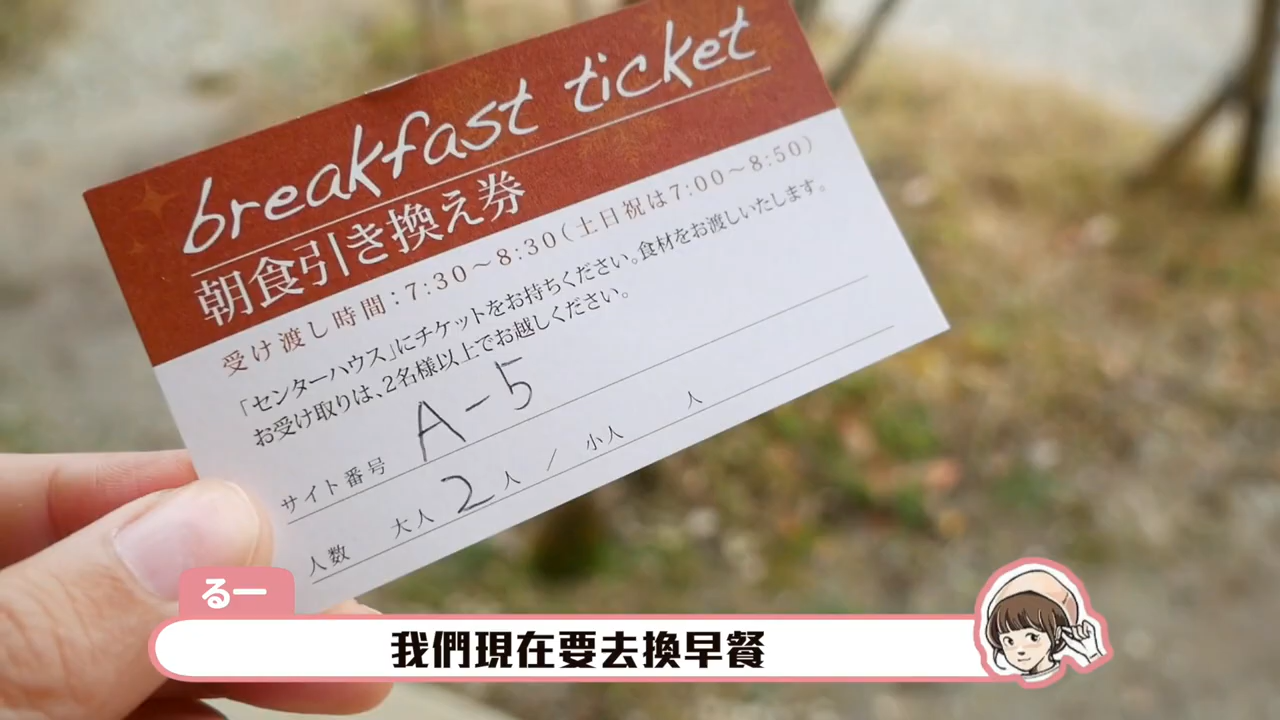 breakfast ticket
朝食引き換え券
受け渡し時間：7:30～8:30（土日祝は7:00～8:50）
「センターハウス」にチケットをお持ちください。食材をお渡しいたします。
お受け取りは、2名様以上でお越しください。
サイト番号 A-5
人数 大人 2人 / 小人 人
るー
我們現在要去換早餐